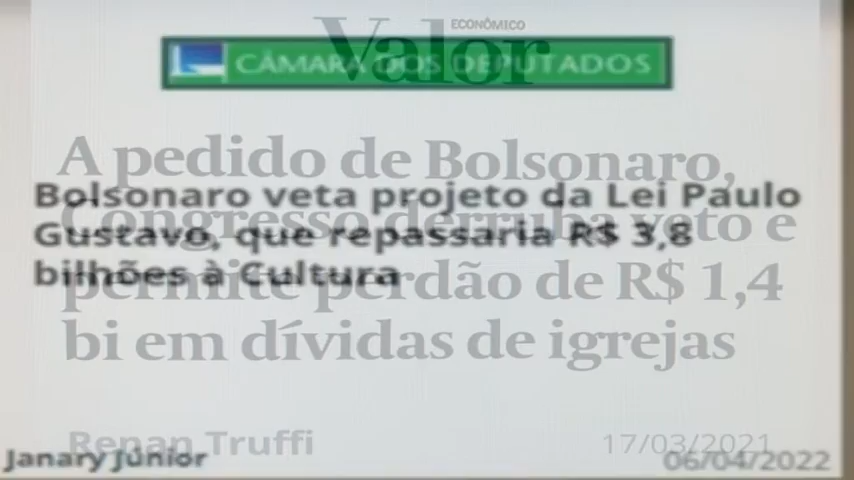 ECONÔMICO
Valor
CÂMARA DOS DEPUTADOS
A pedido de Bolsonaro,
Congresso derruba veto e
permite perdão de R$ 1,4
bi em dívidas de igrejas
Bolsonaro veta projeto da Lei Paulo
Gustavo, que repassaria R$ 3,8
bilhões à Cultura
Renan Truffi
17/03/2021
Janary Júnior
06/04/2022